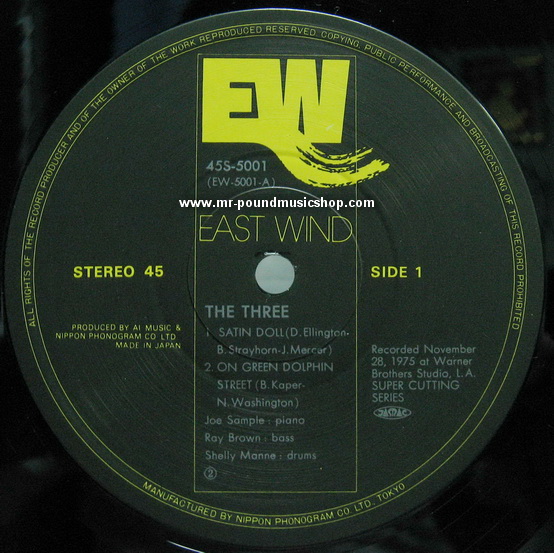 ALL RIGHTS OF THE RECORD PRODUCER AND OF THE OWNER OF THE WORK REPRODUCED RESERVED. COPYING, PUBLIC PERFORMANCE AND BROADCASTING OF THIS RECORD PROHIBITED
EW
45S-5001
(EW-5001-A)
www.mr-poundmusicshop.com
EAST WIND
STEREO 45
SIDE 1
THE THREE
1. SATIN DOLL (D. Ellington-
B. Strayhorn-J. Mercer)
2. ON GREEN DOLPHIN
STREET (B. Kaper-
N. Washington)
Joe Sample : piano
Ray Brown : bass
Shelly Manne : drums
②
PRODUCED BY AI MUSIC &
NIPPON PHONOGRAM CO. LTD.
MADE IN JAPAN
Recorded November
28, 1975 at Warner
Brothers Studio, L.A.
SUPER CUTTING
SERIES
JASRAC
MANUFACTURED BY NIPPON PHONOGRAM CO. LTD., TOKYO